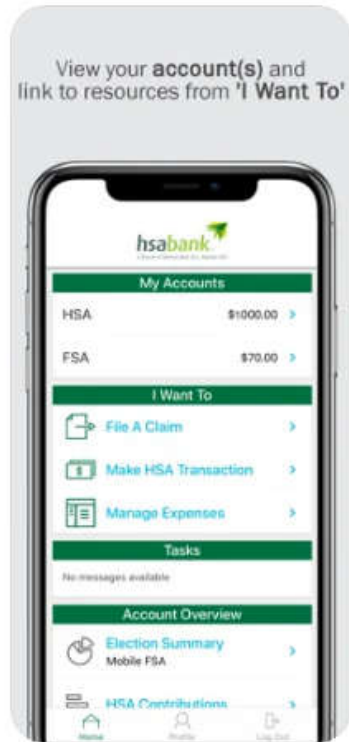 View your account(s) and
link to resources from 'I Want To'
hsabank
My Accounts
HSA $1000.00
FSA $70.00
I Want To
File A Claim
Make HSA Transaction
Manage Expenses
Tasks
No messages available
Account Overview
Election Summary
Mobile FSA
HSA Contributions
Home Profile Log Out